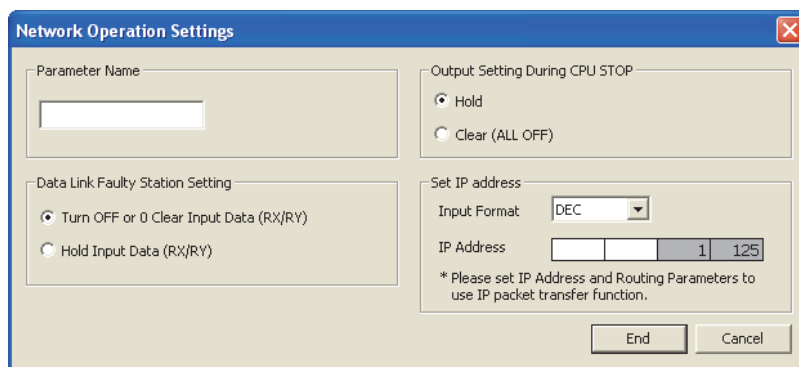 Network Operation Settings
Parameter Name
Data Link Faulty Station Setting
Turn OFF or 0 Clear Input Data (RX/RY)
Hold Input Data (RX/RY)
Output Setting During CPU STOP
Hold
Clear (ALL OFF)
Set IP address
Input Format DEC
IP Address 1 125
* Please set IP Address and Routing Parameters to
use IP packet transfer function.
End Cancel